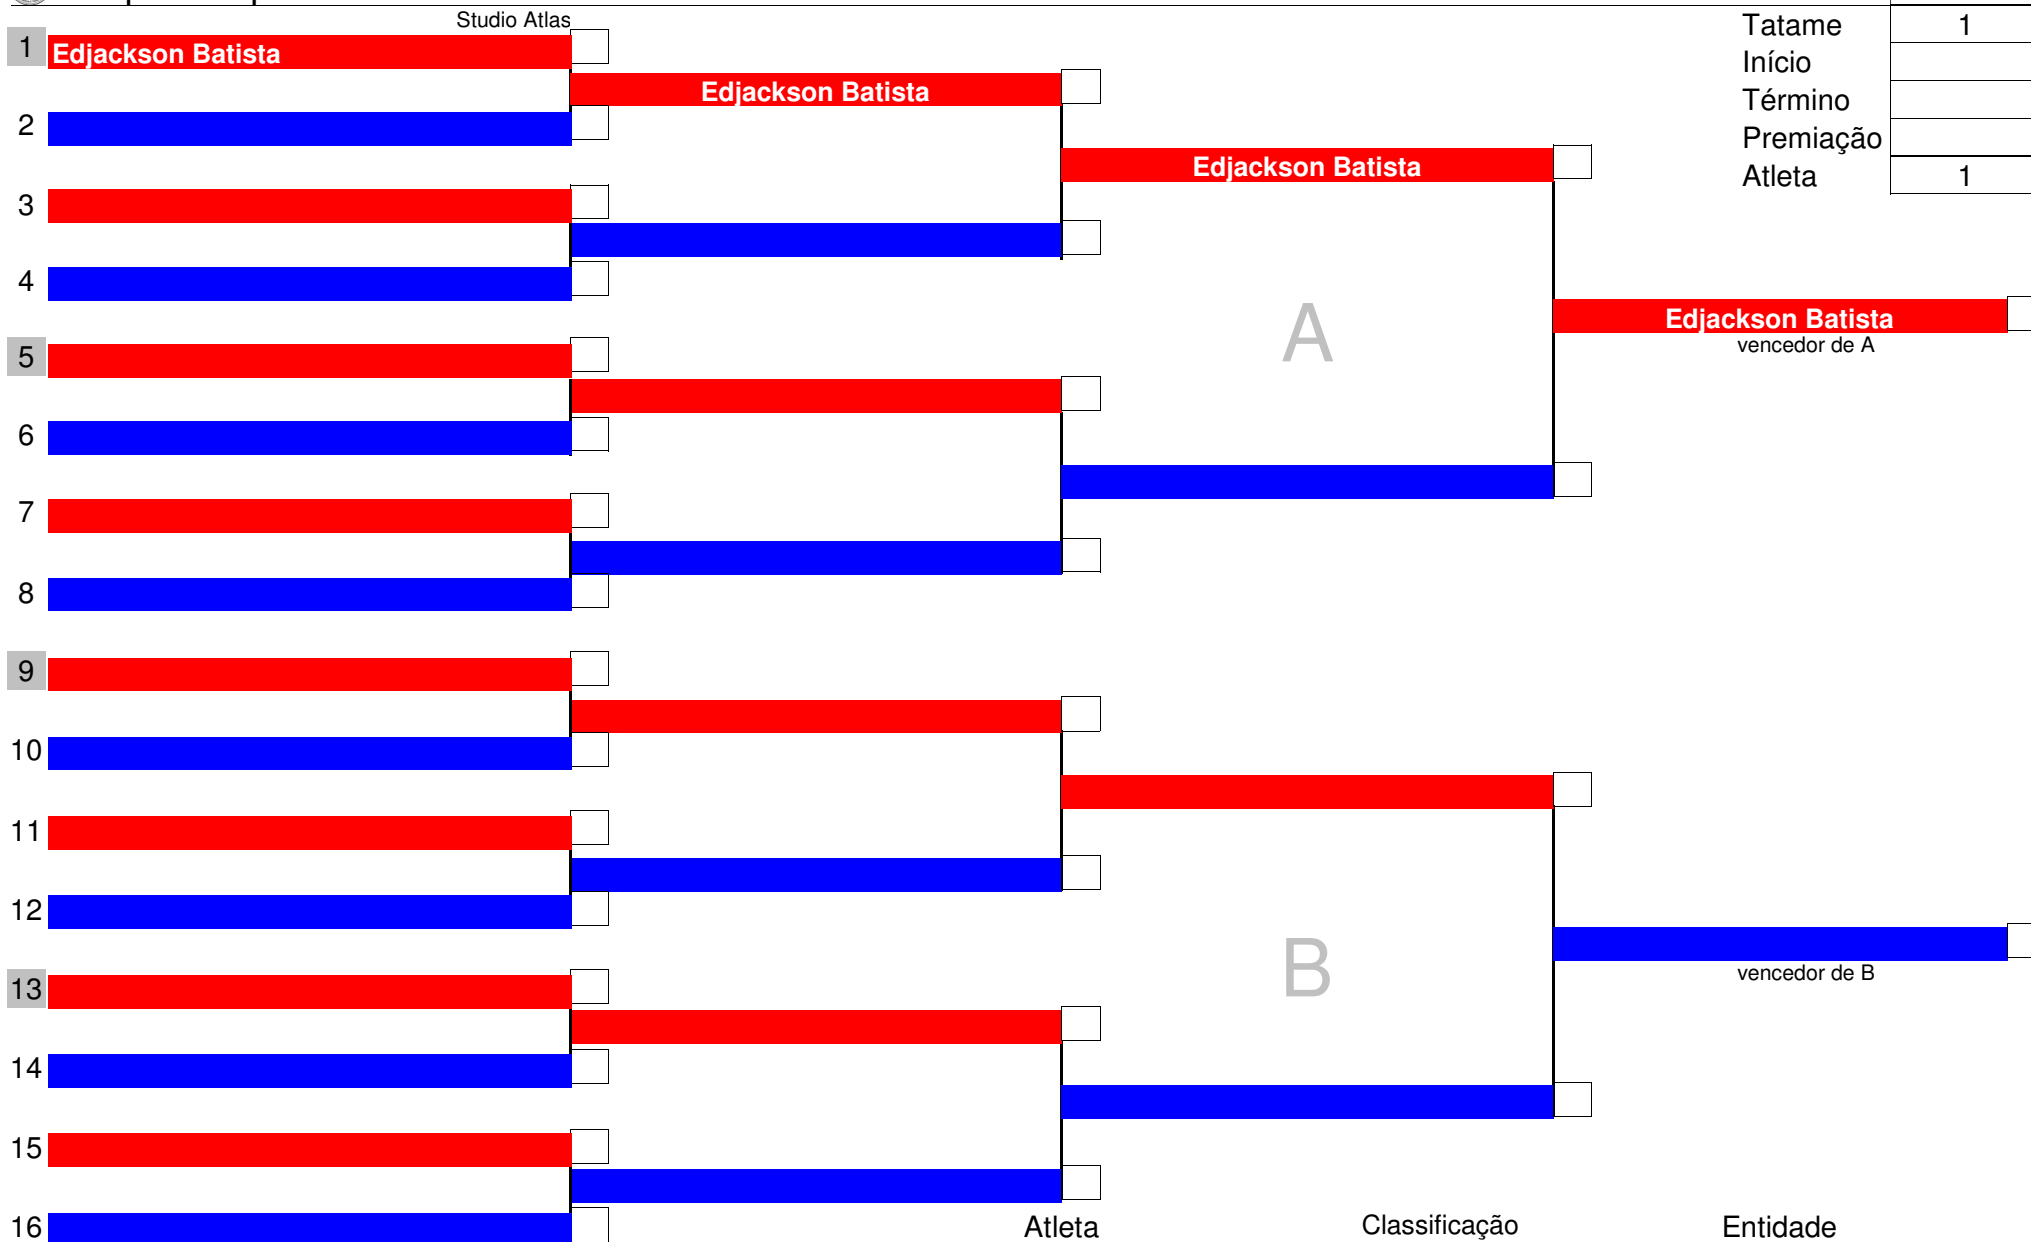 Studio Atlas
Tatame 1
1 Edjackson Batista
Início
Edjackson Batista
Término
2
Premiação
Edjackson Batista
Atleta 1
3
4
Edjackson Batista
A
vencedor de A
5
6
7
8
9
10
11
12
B
vencedor de B
13
14
15
16
Atleta Classificação Entidade